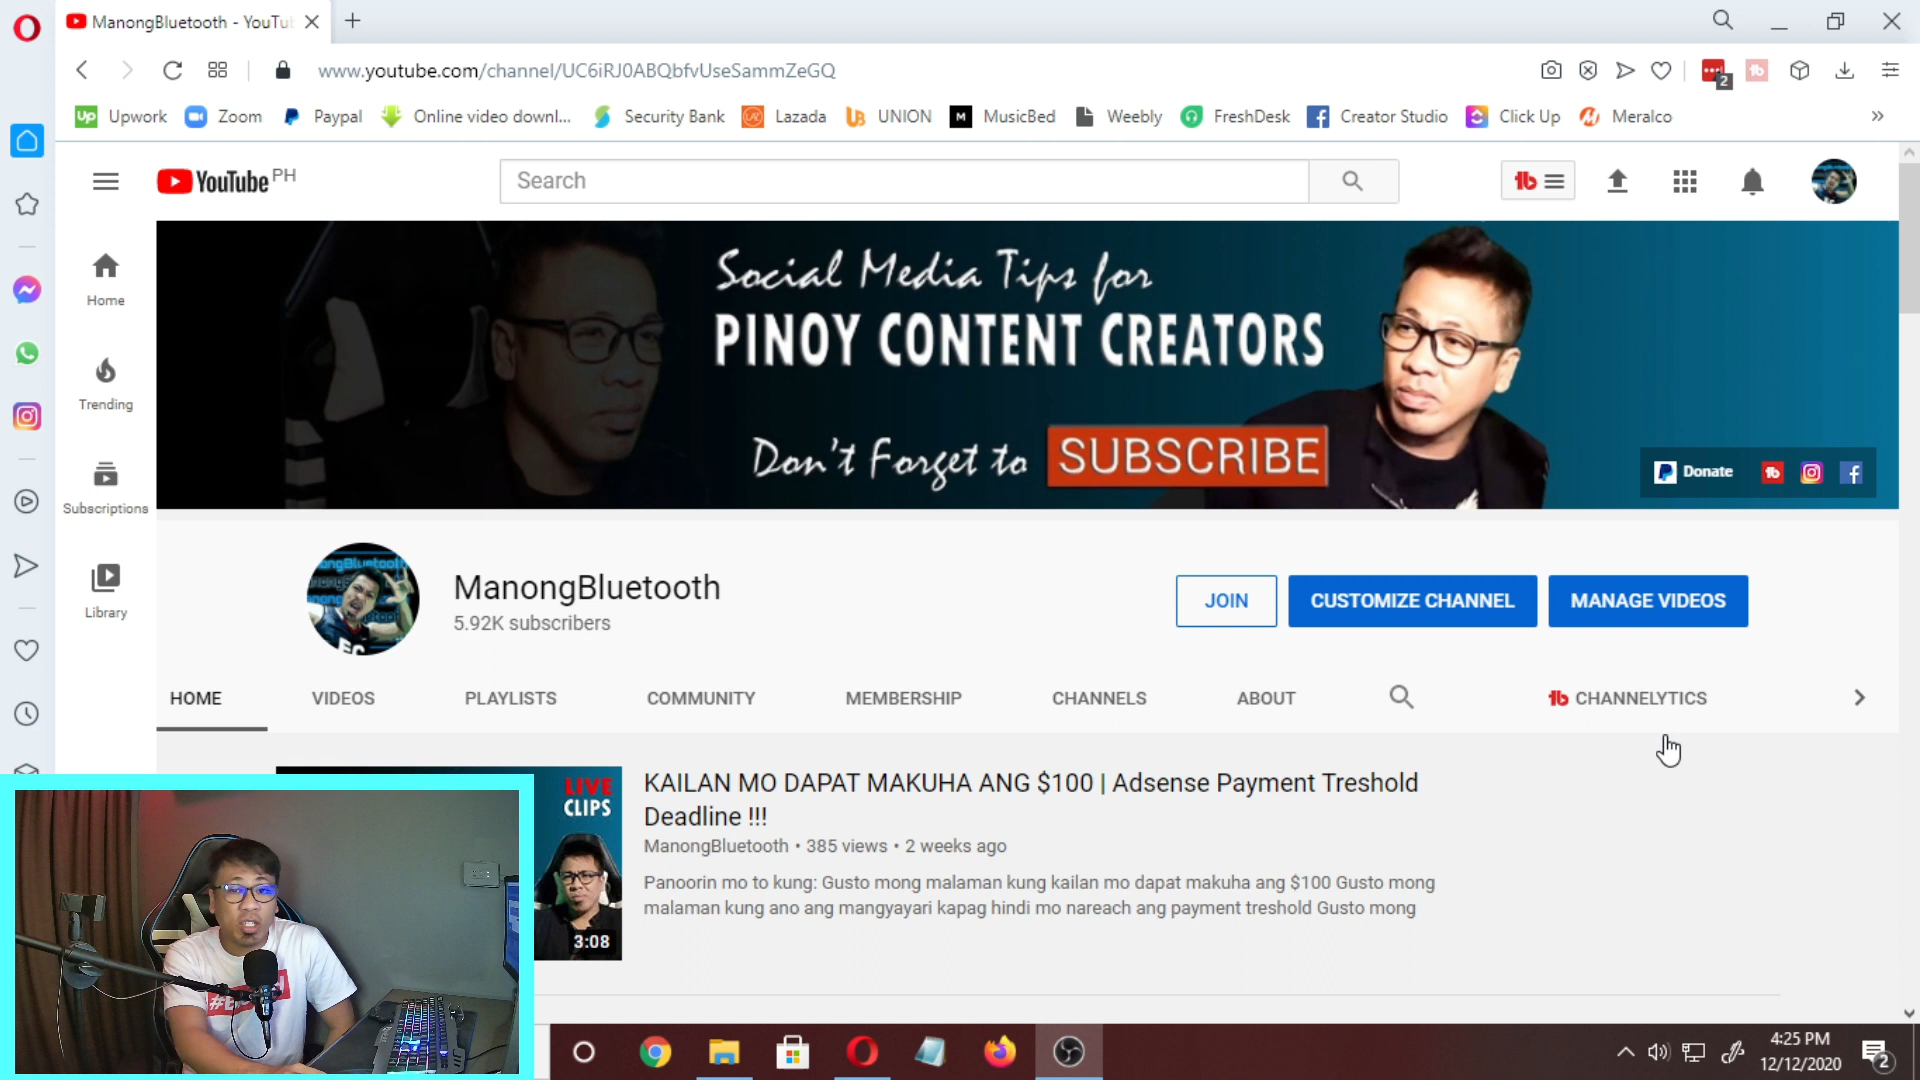 ManongBluetooth - YouTu
www.youtube.com/channel/UC6iRJ0ABQbfvUseSammZeGQ
2
Up Upwork
Zoom
Paypal
Online video downl...
Security Bank
Lazada
UB UNION
M MusicBed
Weebly
FreshDesk
Creator Studio
Click Up
Meralco
YouTube PH
Search
Home
Trending
Subscriptions
Library
Social Media Tips for
PINOY CONTENT CREATORS
Don't Forget to SUBSCRIBE
Donate
ManongBluetooth
5.92K subscribers
JOIN
CUSTOMIZE CHANNEL
MANAGE VIDEOS
HOME
VIDEOS
PLAYLISTS
COMMUNITY
MEMBERSHIP
CHANNELS
ABOUT
CHANNELYTICS
LIVE
CLIPS
3:08
KAILAN MO DAPAT MAKUHA ANG $100 | Adsense Payment Treshold
Deadline !!!
ManongBluetooth • 385 views • 2 weeks ago
Panoorin mo to kung: Gusto mong malaman kung kailan mo dapat makuha ang $100 Gusto mong
malaman kung ano ang mangyayari kapag hindi mo nareach ang payment treshold Gusto mong
4:25 PM
12/12/2020
2